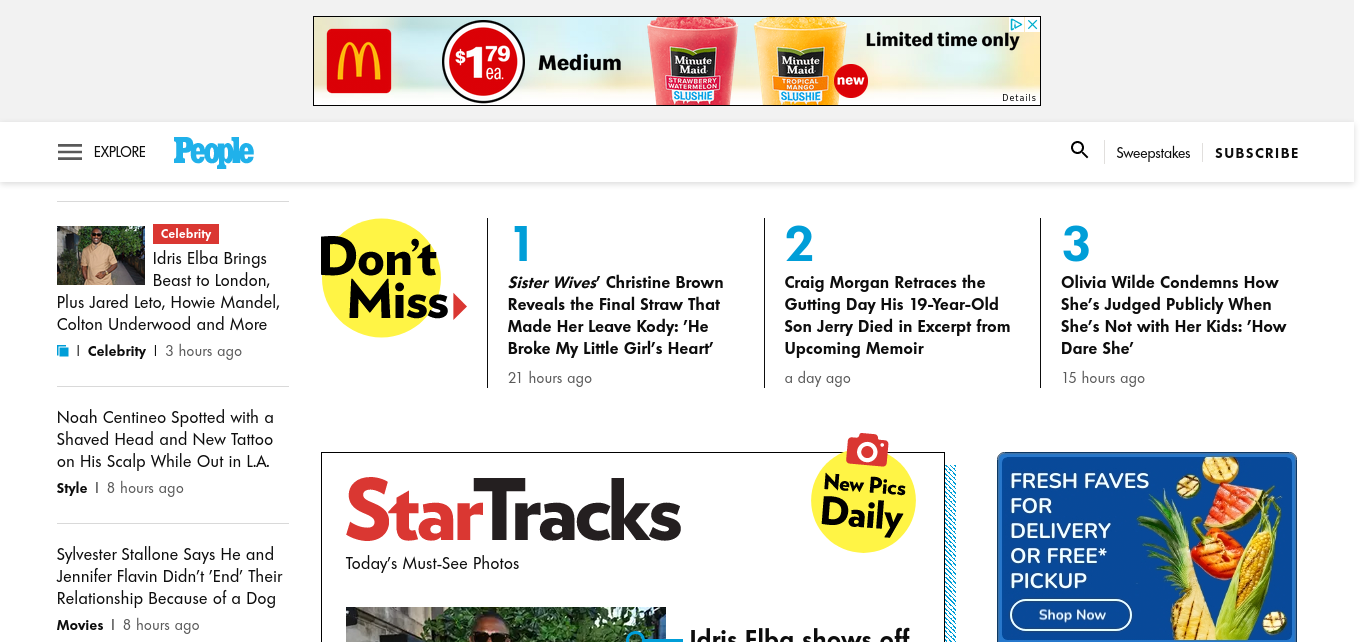 $1.79 ea.
Medium
Minute Maid
STRAWBERRY WATERMELON
SLUSHIE
Minute Maid
TROPICAL MANGO
SLUSHIE
new
Limited time only
Details
EXPLORE
People
Sweepstakes
SUBSCRIBE
Celebrity
Idris Elba Brings
Beast to London,
Plus Jared Leto, Howie Mandel,
Colton Underwood and More
Celebrity
3 hours ago
Noah Centineo Spotted with a
Shaved Head and New Tattoo
on His Scalp While Out in L.A.
Style
8 hours ago
Sylvester Stallone Says He and
Jennifer Flavin Didn't 'End' Their
Relationship Because of a Dog
Movies
8 hours ago
Don't
Miss
1
Sister Wives' Christine Brown
Reveals the Final Straw That
Made Her Leave Kody: 'He
Broke My Little Girl's Heart'
21 hours ago
2
Craig Morgan Retraces the
Gutting Day His 19-Year-Old
Son Jerry Died in Excerpt from
Upcoming Memoir
a day ago
3
Olivia Wilde Condemns How
She's Judged Publicly When
She's Not with Her Kids: 'How
Dare She'
15 hours ago
StarTracks
Today's Must-See Photos
New Pics
Daily
Idris Elba shows off
FRESH FAVES
FOR
DELIVERY
OR FREE*
PICKUP
Shop Now